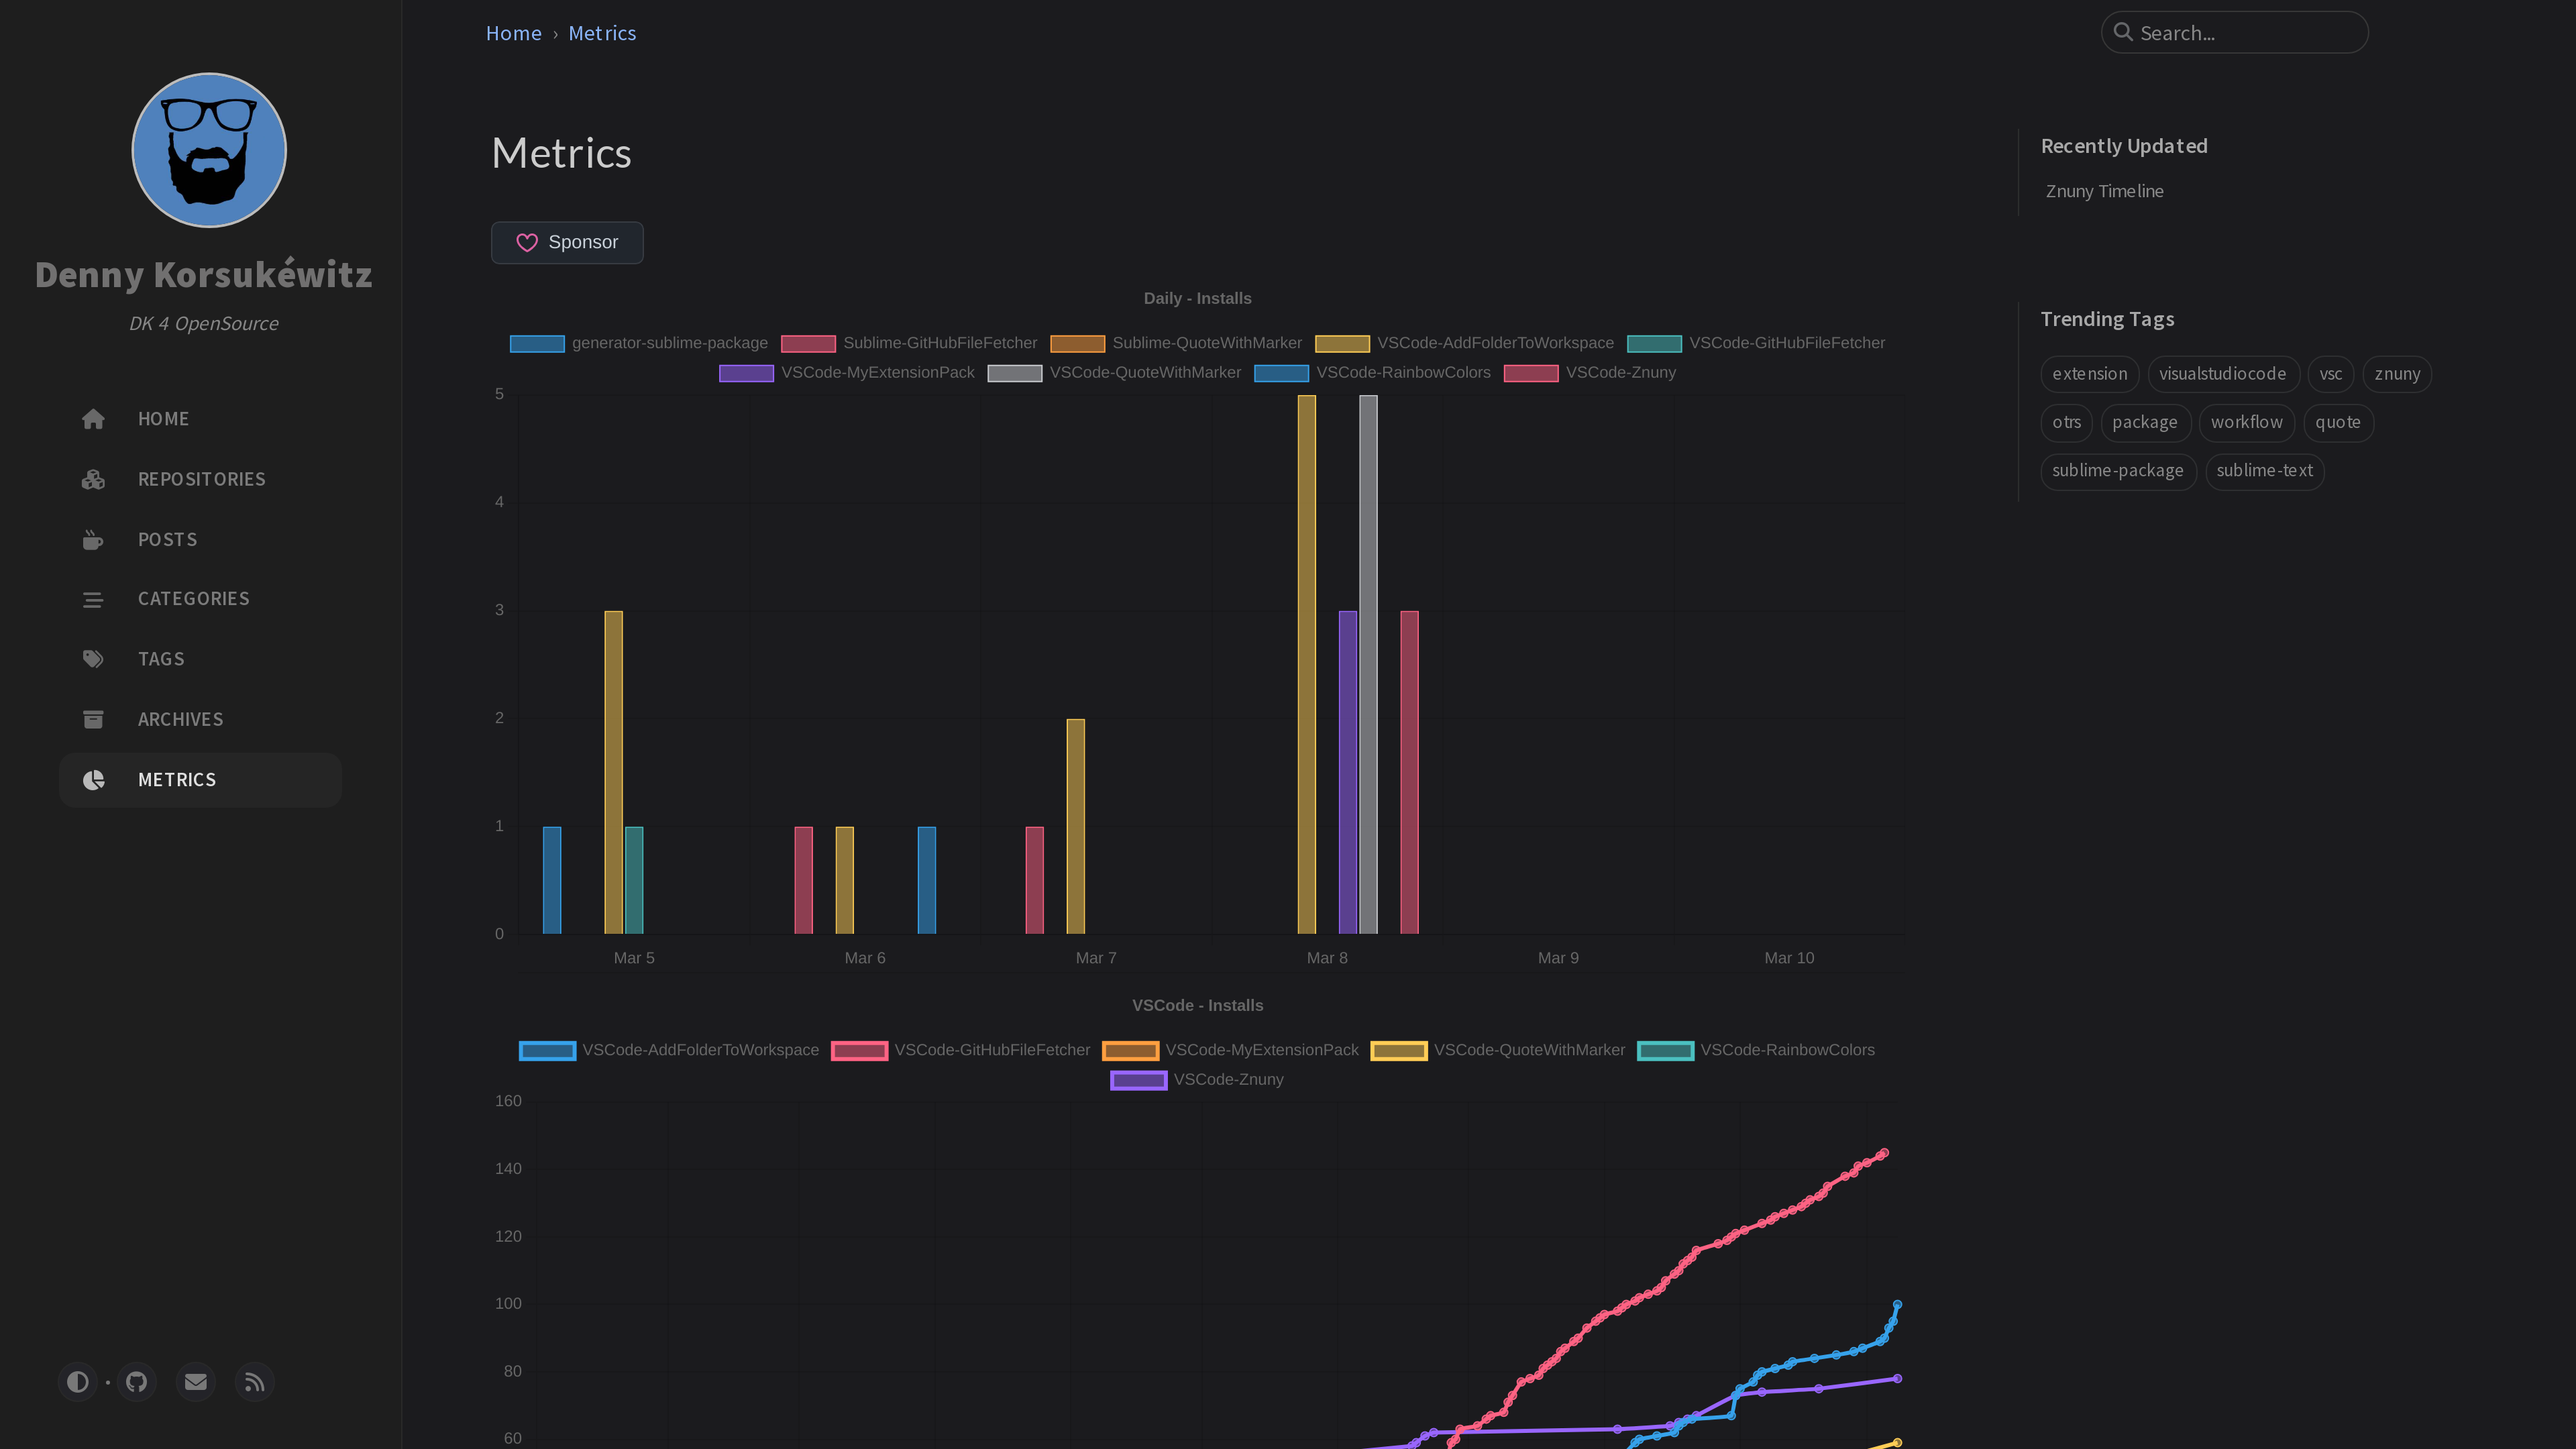 Denny Korsukéwitz
DK 4 OpenSource
HOME
REPOSITORIES
POSTS
CATEGORIES
TAGS
ARCHIVES
METRICS
Home › Metrics
Search...
Metrics
Sponsor
Daily - Installs
generator-sublime-package Sublime-GitHubFileFetcher Sublime-QuoteWithMarker VSCode-AddFolderToWorkspace VSCode-GitHubFileFetcher
VSCode-MyExtensionPack VSCode-QuoteWithMarker VSCode-RainbowColors VSCode-Znuny
5
4
3
2
1
0
Mar 5 Mar 6 Mar 7 Mar 8 Mar 9 Mar 10
VSCode - Installs
VSCode-AddFolderToWorkspace VSCode-GitHubFileFetcher VSCode-MyExtensionPack VSCode-QuoteWithMarker VSCode-RainbowColors
VSCode-Znuny
160
140
120
100
80
60
Recently Updated
Znuny Timeline
Trending Tags
extension visualstudiocode vsc znuny
otrs package workflow quote
sublime-package sublime-text